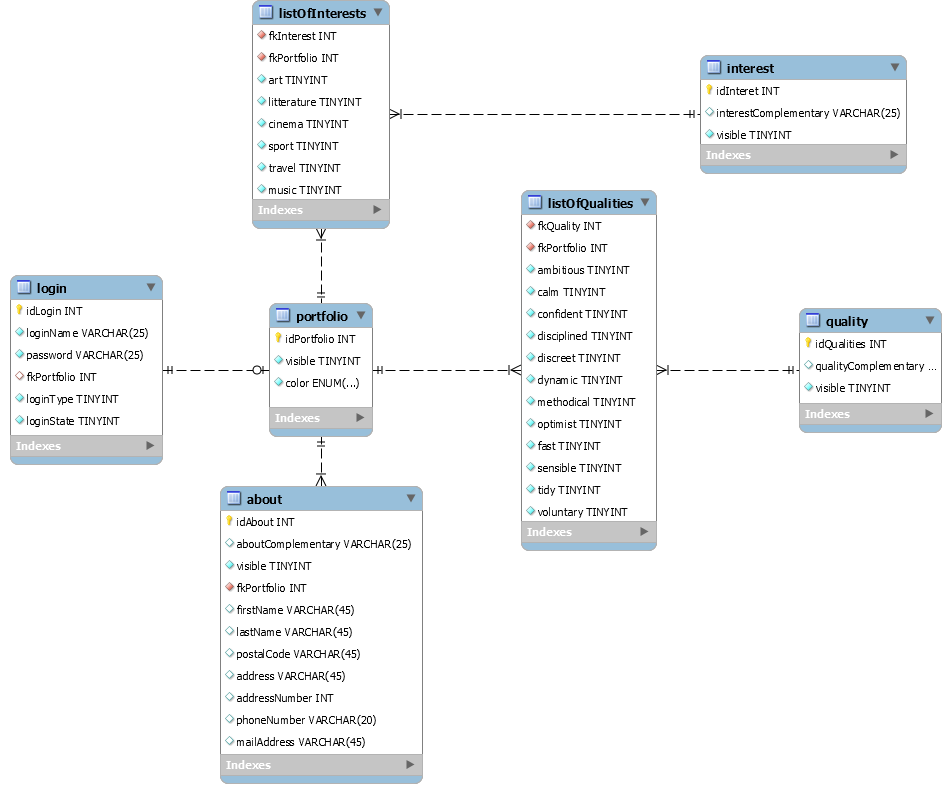 listOfInterests
fkInterest INT
fkPortfolio INT
art TINYINT
litterature TINYINT
cinema TINYINT
sport TINYINT
travel TINYINT
music TINYINT
Indexes
interest
idInteret INT
interestComplementary VARCHAR(25)
visible TINYINT
Indexes
listOfQualities
fkQuality INT
fkPortfolio INT
ambitious TINYINT
calm TINYINT
confident TINYINT
disciplined TINYINT
discreet TINYINT
dynamic TINYINT
methodical TINYINT
optimist TINYINT
fast TINYINT
sensible TINYINT
tidy TINYINT
voluntary TINYINT
Indexes
login
idLogin INT
loginName VARCHAR(25)
password VARCHAR(25)
fkPortfolio INT
loginType TINYINT
loginState TINYINT
Indexes
portfolio
idPortfolio INT
visible TINYINT
color ENUM(...)
Indexes
quality
idQualities INT
qualityComplementary ...
visible TINYINT
Indexes
about
idAbout INT
aboutComplementary VARCHAR(25)
visible TINYINT
fkPortfolio INT
firstName VARCHAR(45)
lastName VARCHAR(45)
postalCode VARCHAR(45)
address VARCHAR(45)
addressNumber INT
phoneNumber VARCHAR(20)
mailAddress VARCHAR(45)
Indexes